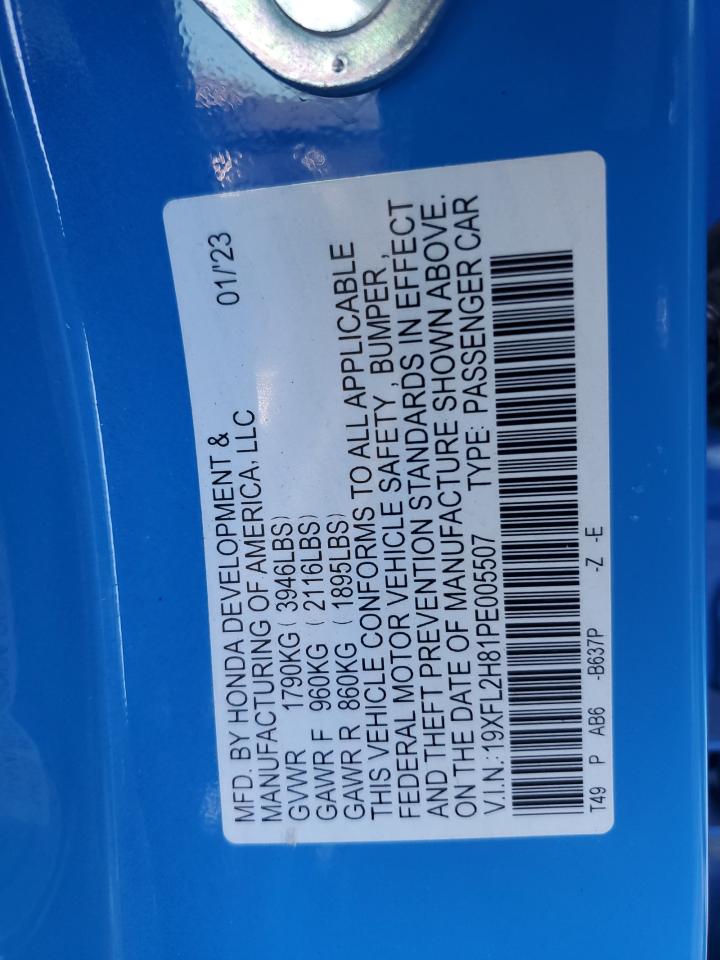 MFD. BY HONDA DEVELOPMENT & 01/'23
MANUFACTURING OF AMERICA, LLC
GVWR 1790KG (3946LBS)
GAWR F 960KG (2116LBS)
GAWR R 860KG (1895LBS)
THIS VEHICLE CONFORMS TO ALL APPLICABLE
FEDERAL MOTOR VEHICLE SAFETY, BUMPER,
AND THEFT PREVENTION STANDARDS IN EFFECT
ON THE DATE OF MANUFACTURE SHOWN ABOVE.
V.I.N.: 19XFL2H81PE005507 TYPE: PASSENGER CAR
T49 P AB6 -B637P -Z -E